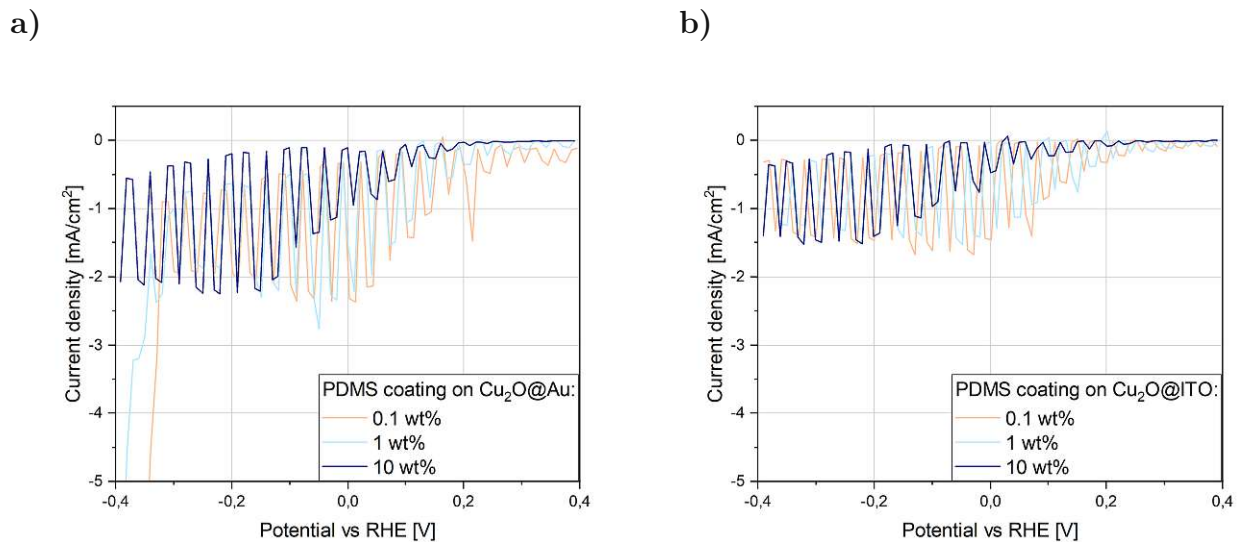 a)
b)
0
-1
-2
-3
-4
-5
Current density [mA/cm²]
-0,4
-0,2
0,0
0,2
0,4
Potential vs RHE [V]
PDMS coating on Cu₂O@Au:
0.1 wt%
1 wt%
10 wt%
0
-1
-2
-3
-4
-5
Current density [mA/cm²]
-0,4
-0,2
0,0
0,2
0,4
Potential vs RHE [V]
PDMS coating on Cu₂O@ITO:
0.1 wt%
1 wt%
10 wt%